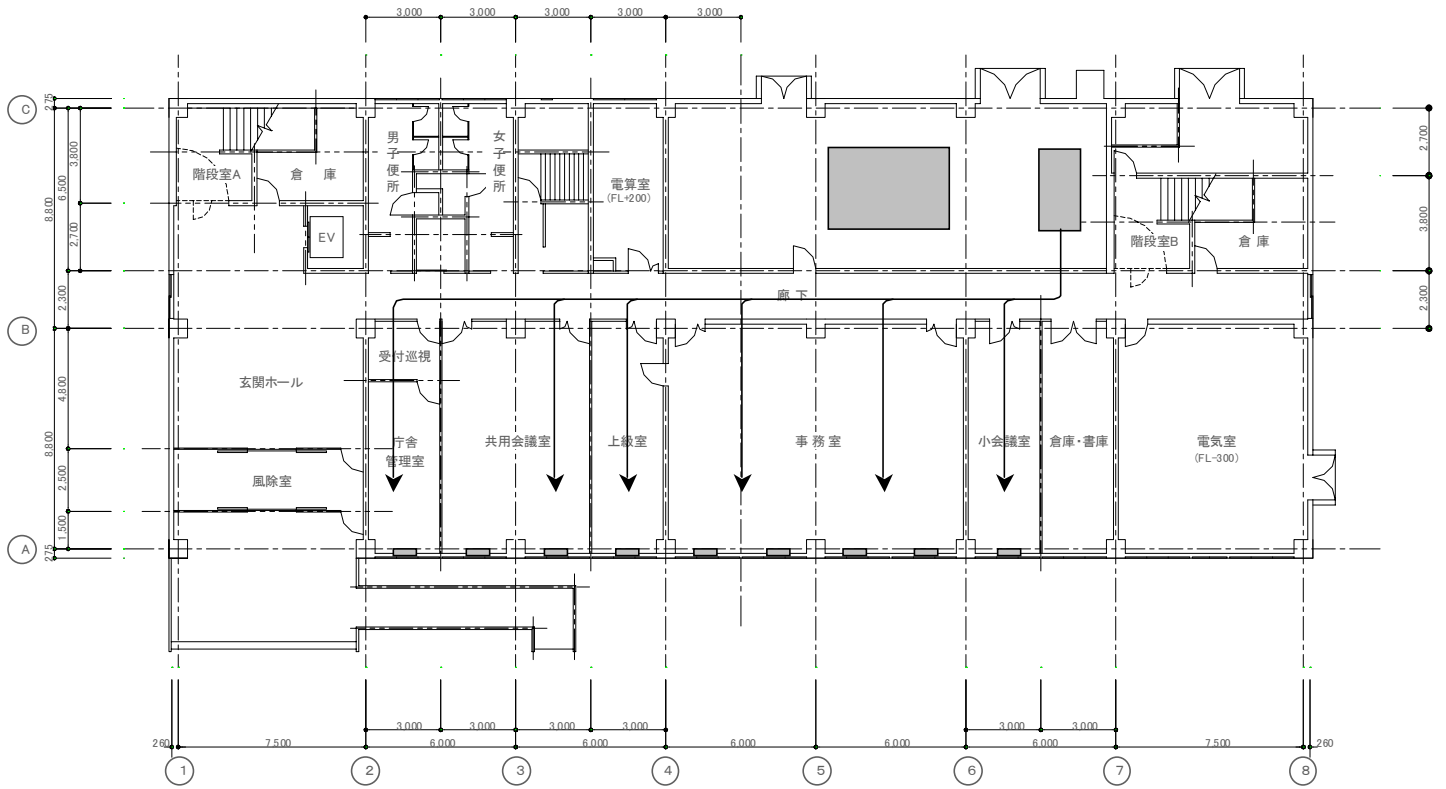 3,000
3,000
3,000
3,000
3,000
C
275
3,800
6,500
8,800
2,700
2,300
階段室A
倉 庫
EV
男子便所
女子便所
電算室
(FL+200)
階段室B
倉 庫
2,700
3,800
2,300
廊 下
B
受付巡視
玄関ホール
4,800
8,800
2,500
1,500
庁舎
管理室
共用会議室
上級室
事 務 室
小会議室
倉庫・書庫
電気室
(FL-300)
風除室
A
275
3,000
3,000
3,000
3,000
3,000
3,000
260
7,500
6,000
6,000
6,000
6,000
6,000
7,500
260
1
2
3
4
5
6
7
8